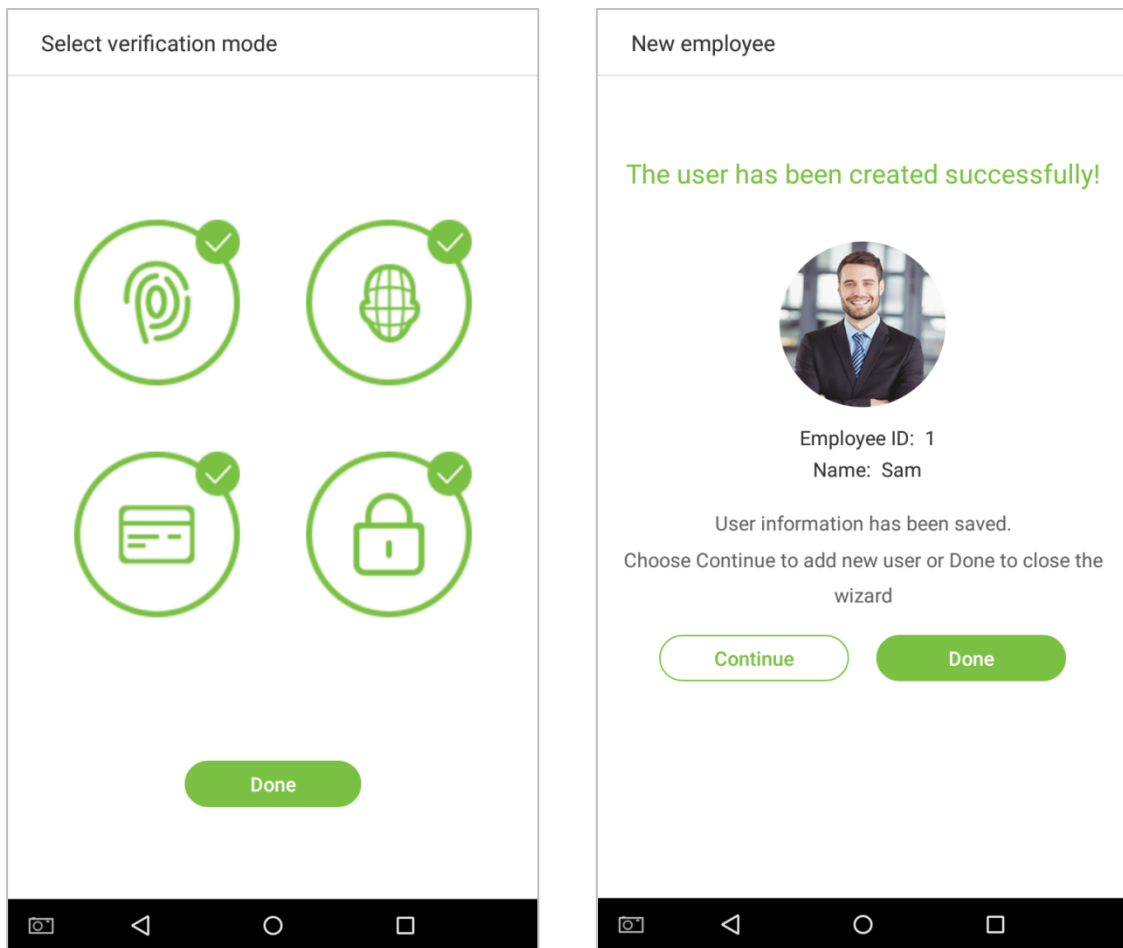 Select verification mode
Done
New employee
The user has been created successfully!
Employee ID: 1
Name: Sam
User information has been saved.
Choose Continue to add new user or Done to close the
wizard
Continue
Done